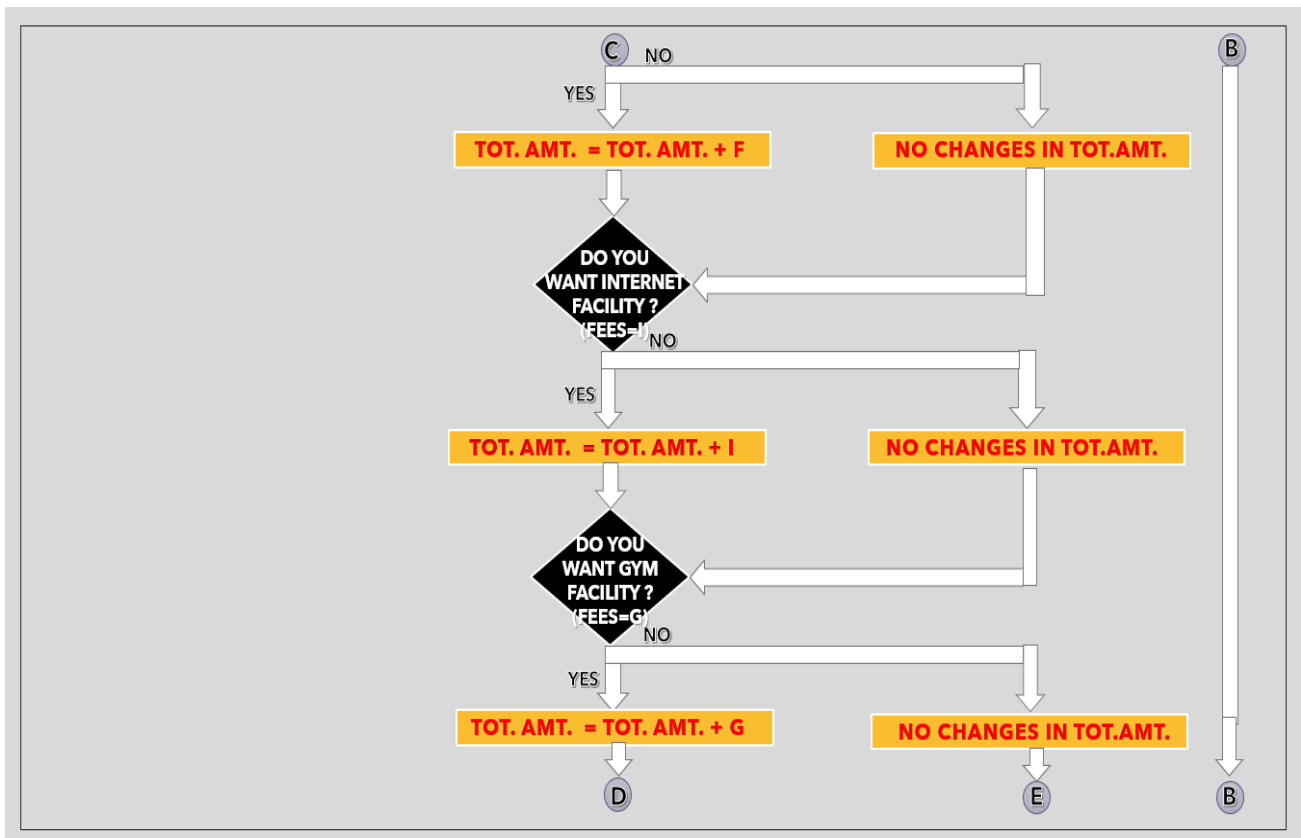 C
NO
B
YES
TOT. AMT.  = TOT. AMT. + F
NO CHANGES IN TOT.AMT.
DO YOU
WANT INTERNET
FACILITY ?
(FEES=I)
NO
YES
TOT. AMT.  = TOT. AMT. + I
NO CHANGES IN TOT.AMT.
DO YOU
WANT GYM
FACILITY ?
(FEES=G)
NO
YES
TOT. AMT.  = TOT. AMT. + G
NO CHANGES IN TOT.AMT.
D
E
B